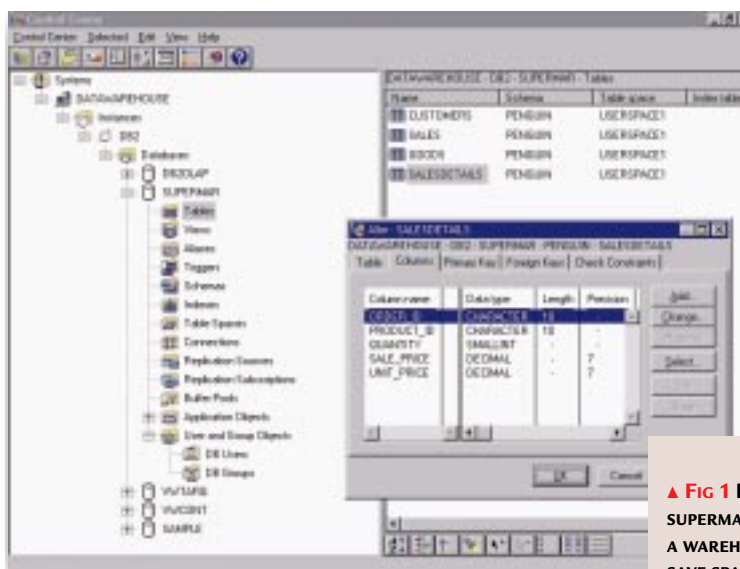 Control Center
Control Center Selected Edit View Help
Systems
DATAWAREHOUSE
Instances
DB2
Databases
DB2OLAP
SUPERMAR
Tables
Views
Aliases
Triggers
Schemas
Indexes
Table Spaces
Connections
Replication Sources
Replication Subscriptions
Buffer Pools
Application Objects
User and Group Objects
DB Users
DB Groups
SAMPLE
DATAWAREHOUSE - DB2 - SUPERMAR - Tables
Name Schema Table space Index table
CUSTOMERS PENGUIN USERSPACE1
SALES PENGUIN USERSPACE1
GOODS PENGUIN USERSPACE1
SALESDETAILS PENGUIN USERSPACE1
Alter - SALESDETAILS
DATAWAREHOUSE - DB2 - SUPERMAR - PENGUIN - SALESDETAILS
Table Columns Primary Key Foreign Keys Check Constraints
Column name Data type Length Precision
ORDER_ID CHARACTER 10 -
PRODUCT_ID CHARACTER 10 -
QUANTITY SMALLINT - -
SALE_PRICE DECIMAL - 7
UNIT_PRICE DECIMAL - 7
Add...
Change...
Select...
OK Cancel
▲ FIG 1
SUPERMA
A WAREH